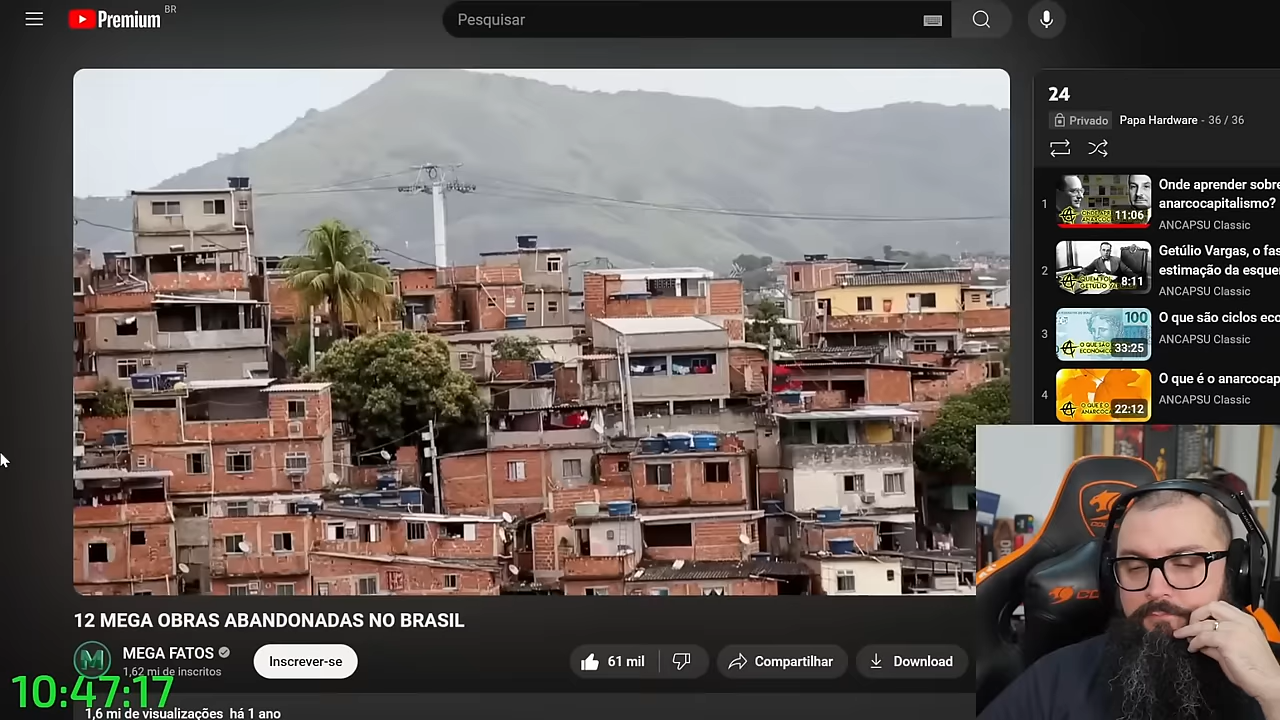 Premium BR
Pesquisar
24
Privado Papa Hardware - 36 / 36
1
Onde aprender sobre
anarcocapitalismo?
11:06
ANCAPSU Classic
2
Getúlio Vargas, o fas
estimação da esque
8:11
ANCAPSU Classic
3
O que são ciclos eco
100
33:25
ANCAPSU Classic
4
O que é o anarcocap
22:12
ANCAPSU Classic
12 MEGA OBRAS ABANDONADAS NO BRASIL
M
MEGA FATOS
1,62 mi de inscritos
Inscrever-se
61 mil
Compartilhar
Download
10:47:17
1,6 mi de visualizações há 1 ano